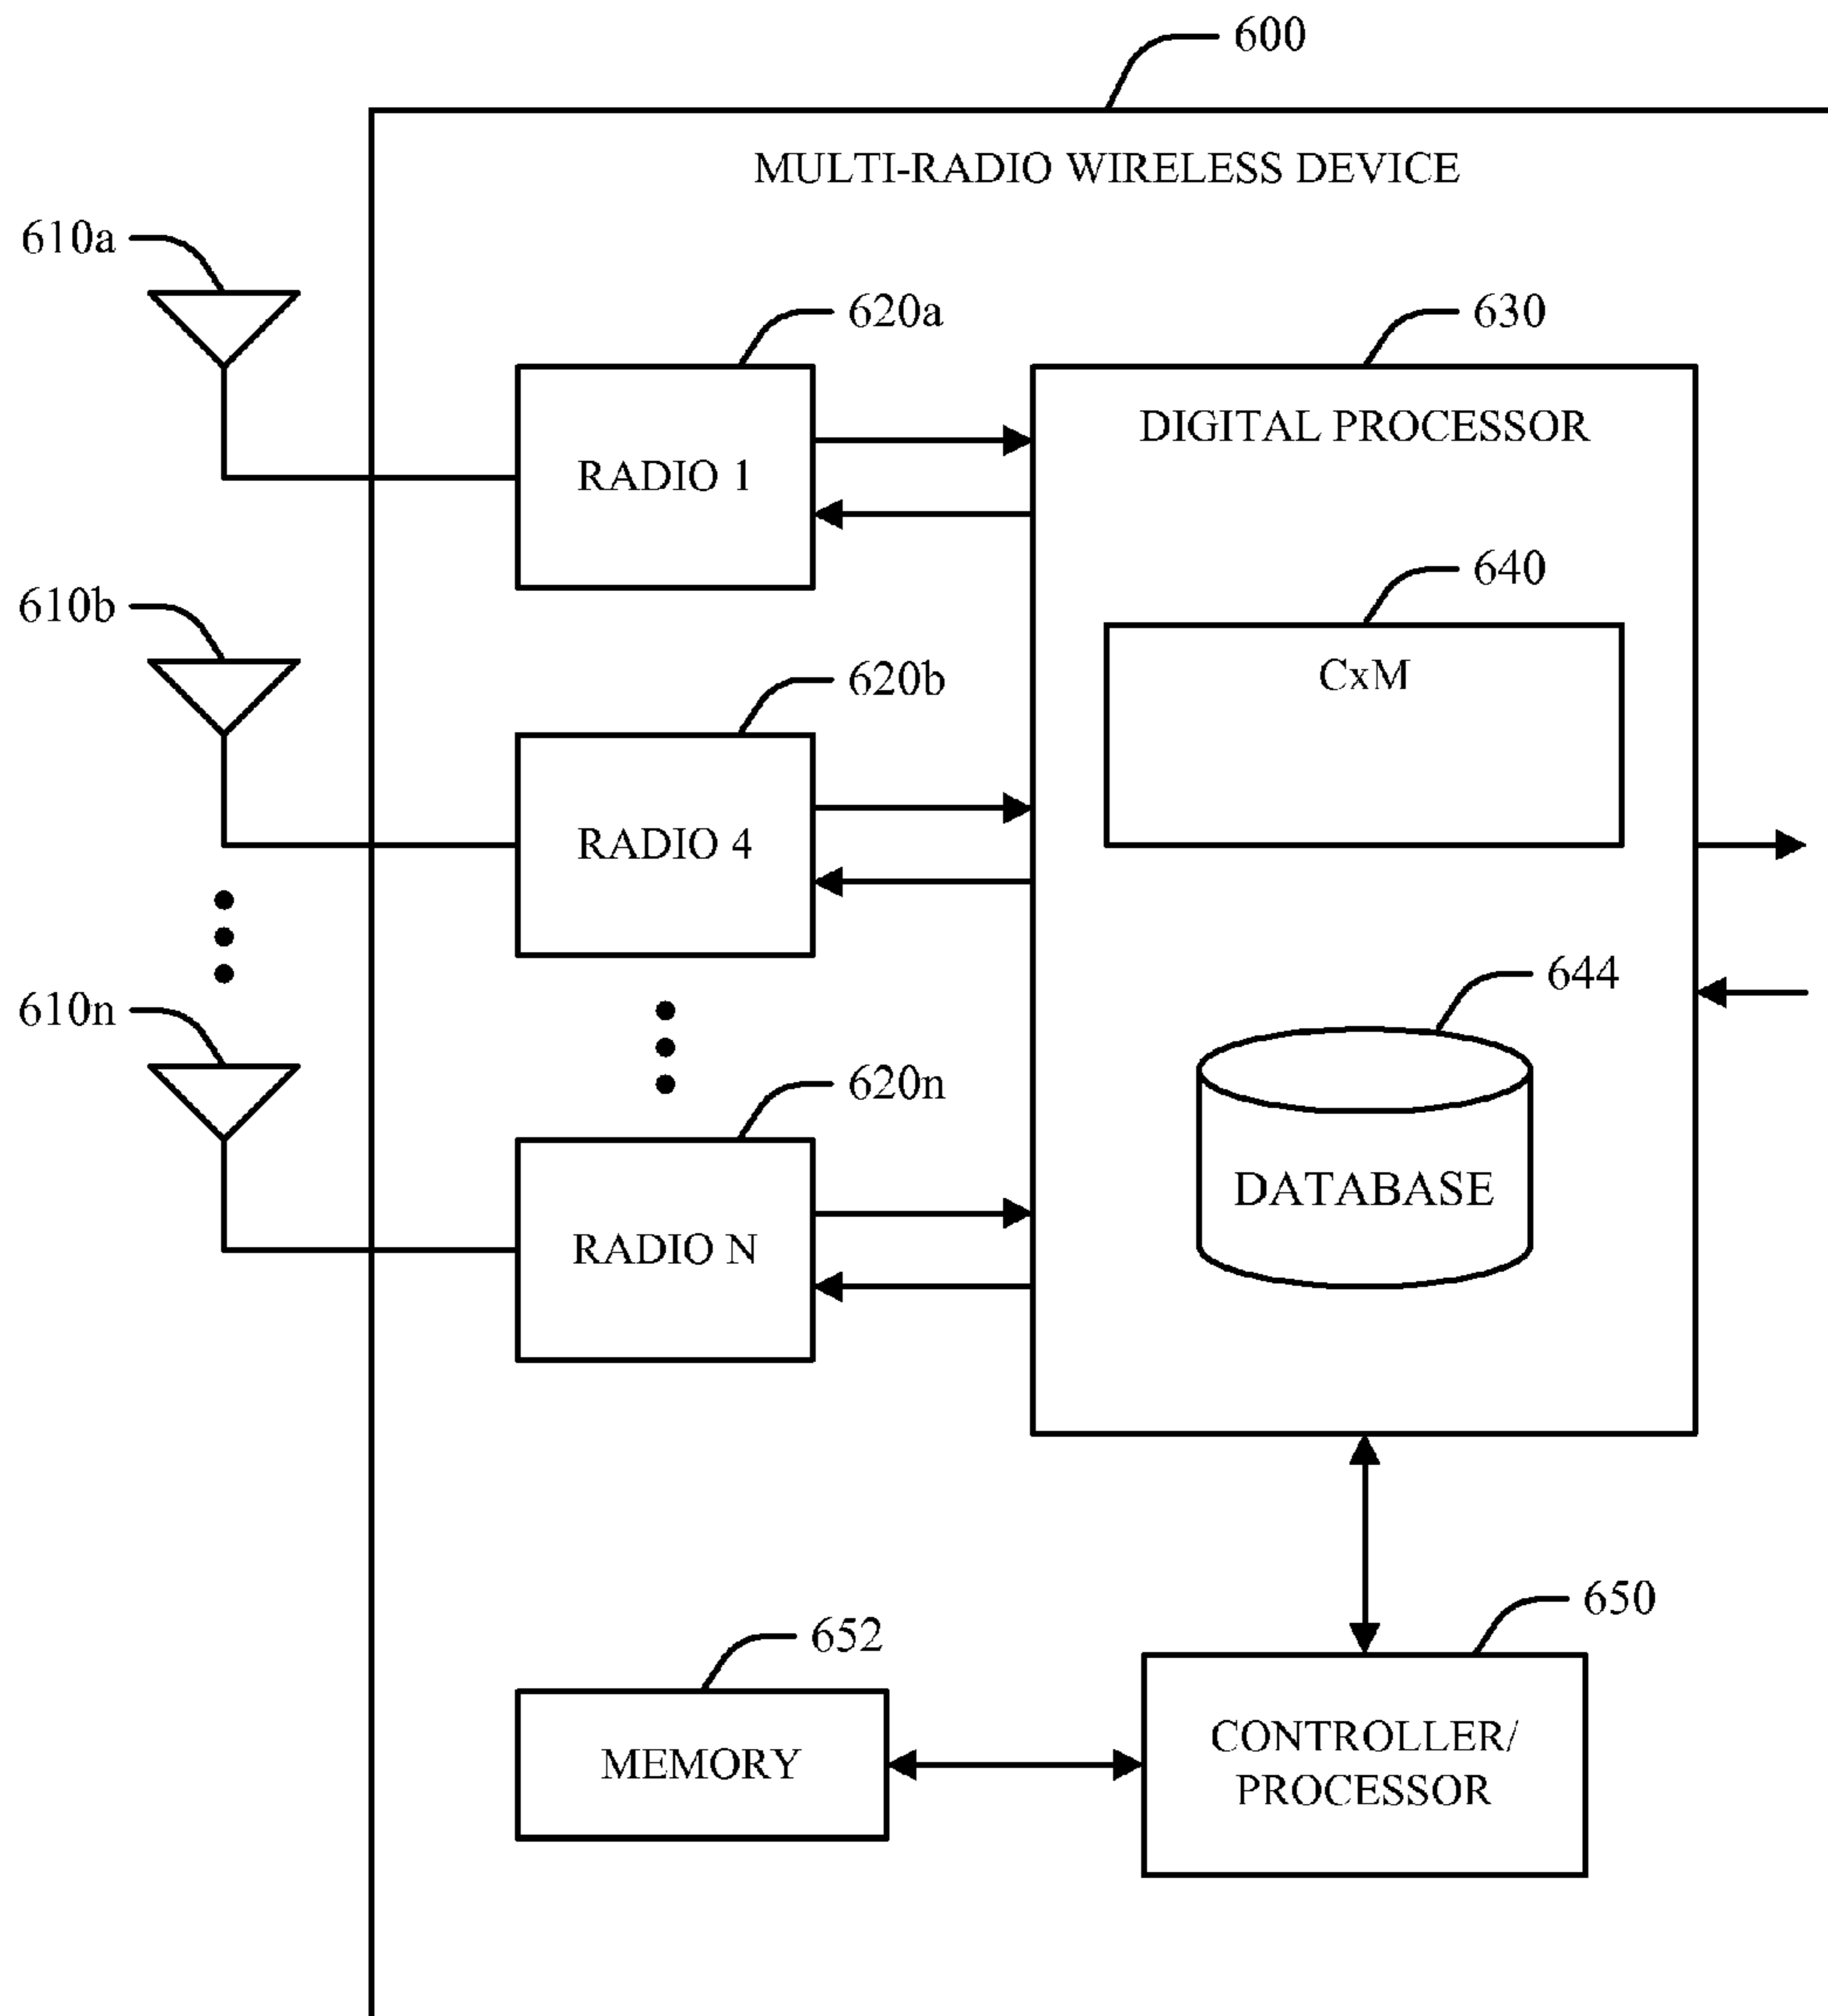 600
MULTI-RADIO WIRELESS DEVICE
610a
620a
630
DIGITAL PROCESSOR
RADIO 1
640
610b
CxM
620b
RADIO 4
644
610n
620n
DATABASE
RADIO N
650
652
CONTROLLER/
PROCESSOR
MEMORY